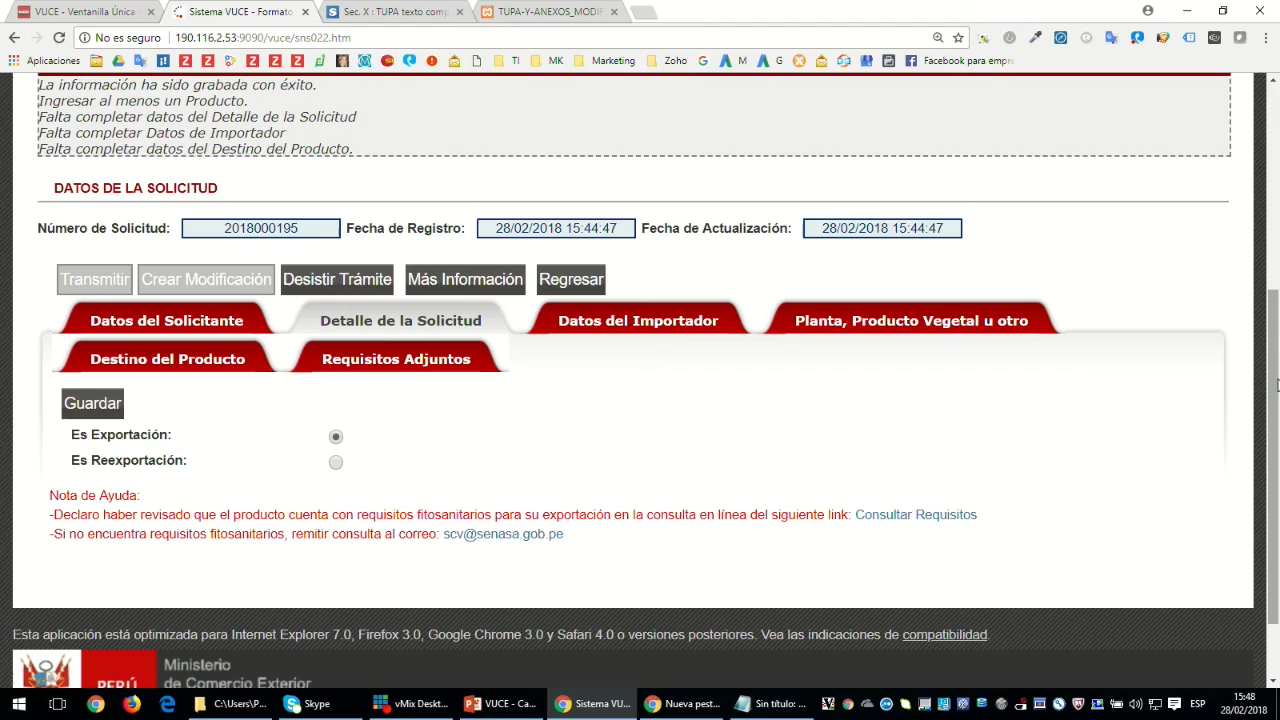 VUCE - Ventanilla Única
Sistema VUCE - Formato
Sec. X : TUPA texto comp
TUPA-Y-ANEXOS_MODIF
No es seguro
190.116.2.53:9090/vuce/sns022.htm
Aplicaciones
TI
MK
Marketing
Zoho
M
G
Facebook para empre
La información ha sido grabada con éxito.
Ingresar al menos un Producto.
Falta completar datos del Detalle de la Solicitud
Falta completar Datos de Importador
Falta completar datos del Destino del Producto.
DATOS DE LA SOLICITUD
Número de Solicitud: 2018000195 Fecha de Registro: 28/02/2018 15:44:47 Fecha de Actualización: 28/02/2018 15:44:47
Transmitir Crear Modificación Desistir Trámite Más Información Regresar
Datos del Solicitante Detalle de la Solicitud Datos del Importador Planta, Producto Vegetal u otro
Destino del Producto Requisitos Adjuntos
Guardar
Es Exportación:
Es Reexportación:
Nota de Ayuda:
-Declaro haber revisado que el producto cuenta con requisitos fitosanitarios para su exportación en la consulta en línea del siguiente link: Consultar Requisitos
-Si no encuentra requisitos fitosanitarios, remitir consulta al correo: scv@senasa.gob.pe
Esta aplicación está optimizada para Internet Explorer 7.0, Firefox 3.0, Google Chrome 3.0 y Safari 4.0 o versiones posteriores. Vea las indicaciones de compatibilidad.
PERÚ
Ministerio
de Comercio Exterior
C:\Users\P...
Skype
vMix Deskt...
VUCE - Ca...
Sistema VU...
Nueva pest...
Sin título: ...
ESP
15:48
28/02/2018